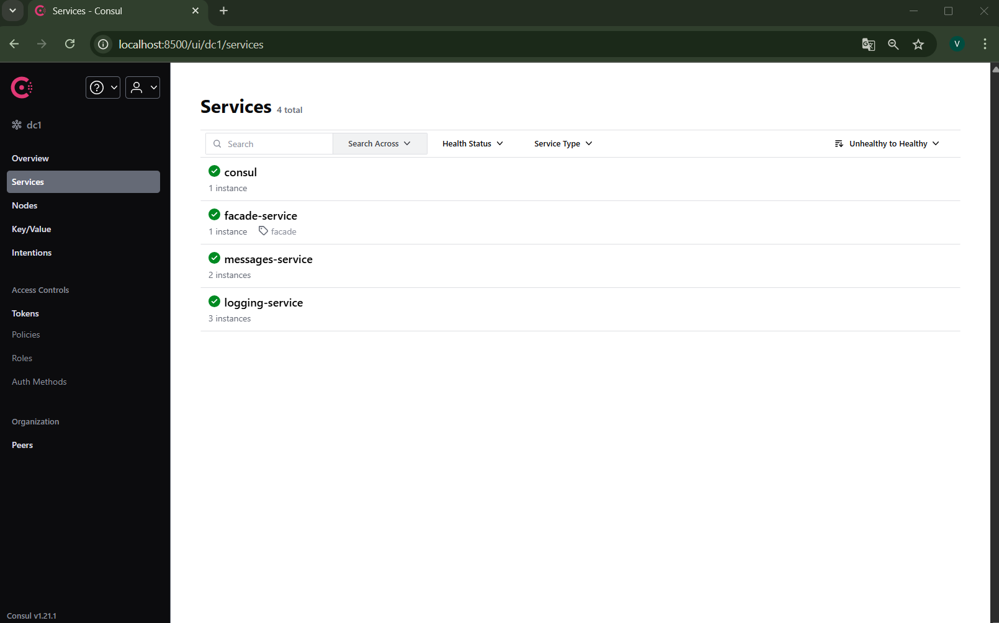 Services - Consul
localhost:8500/ui/dc1/services
V
dc1
Overview
Services
Nodes
Key/Value
Intentions
Access Controls
Tokens
Policies
Roles
Auth Methods
Organization
Peers
Consul v1.21.1
Services 4 total
Search
Search Across
Health Status
Service Type
Unhealthy to Healthy
consul
1 instance
facade-service
1 instance facade
messages-service
2 instances
logging-service
3 instances